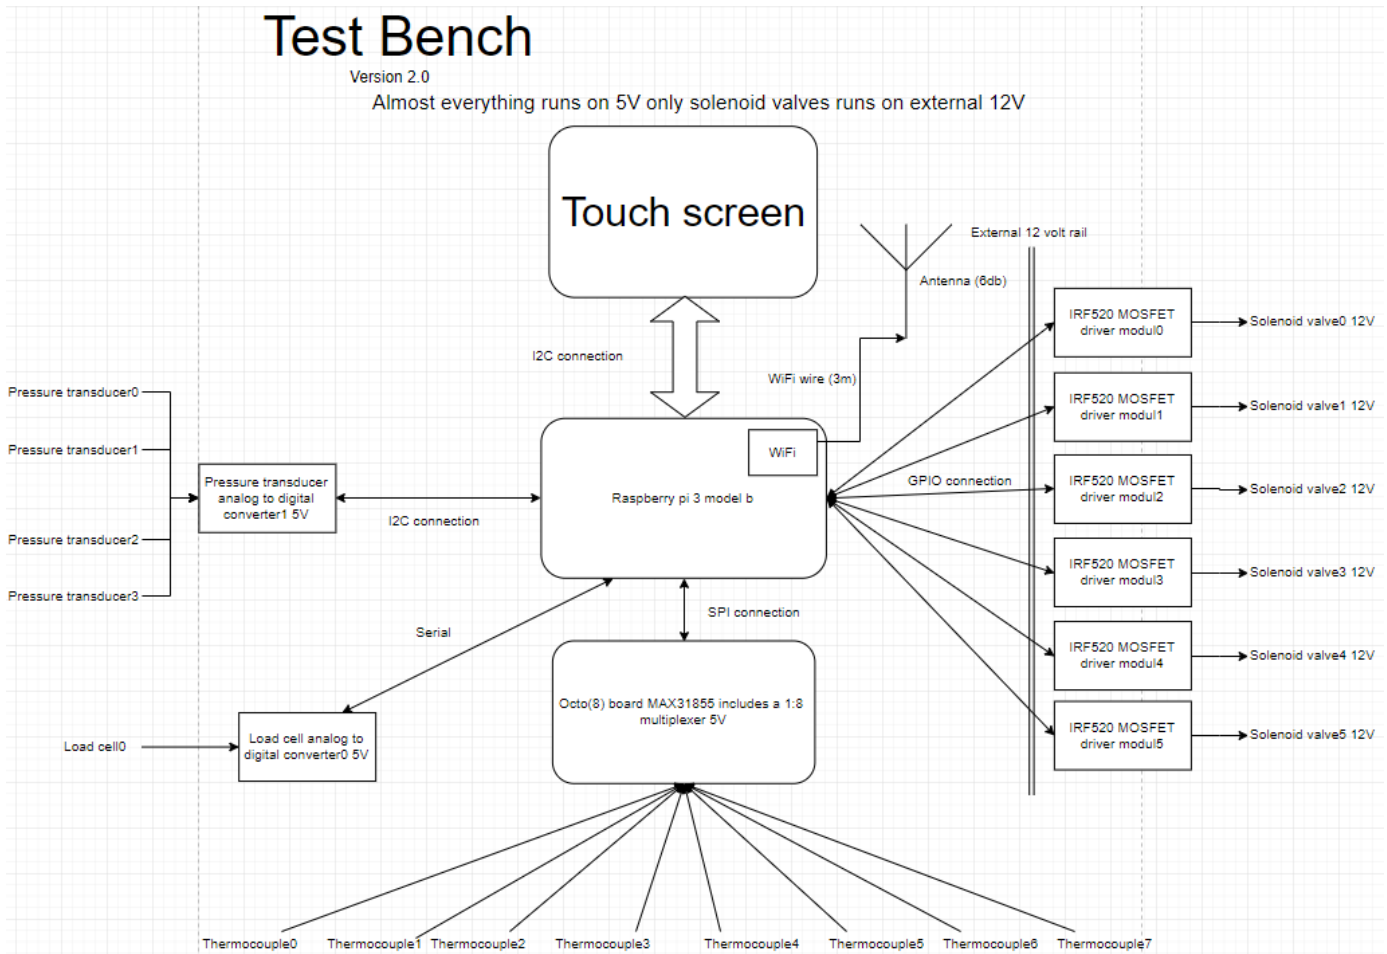 Test Bench
Version 2.0
Almost everything runs on 5V only solenoid valves runs on external 12V
Touch screen
External 12 volt rail
Antenna (6db)
IRF520 MOSFET
driver modul0
Solenoid valve0 12V
I2C connection
WiFi wire (3m)
Pressure transducer0
IRF520 MOSFET
driver modul1
Solenoid valve1 12V
Pressure transducer1
WiFi
Pressure transducer
analog to digital
converter1 5V
Raspberry pi 3 model b
GPIO connection
IRF520 MOSFET
driver modul2
Solenoid valve2 12V
I2C connection
Pressure transducer2
IRF520 MOSFET
driver modul3
Solenoid valve3 12V
Pressure transducer3
SPI connection
Serial
IRF520 MOSFET
driver modul4
Solenoid valve4 12V
Octo(8) board MAX31855 includes a 1:8
multiplexer 5V
IRF520 MOSFET
driver modul5
Solenoid valve5 12V
Load cell0
Load cell analog to
digital converter0 5V
Thermocouple0
Thermocouple1
Thermocouple2
Thermocouple3
Thermocouple4
Thermocouple5
Thermocouple6
Thermocouple7